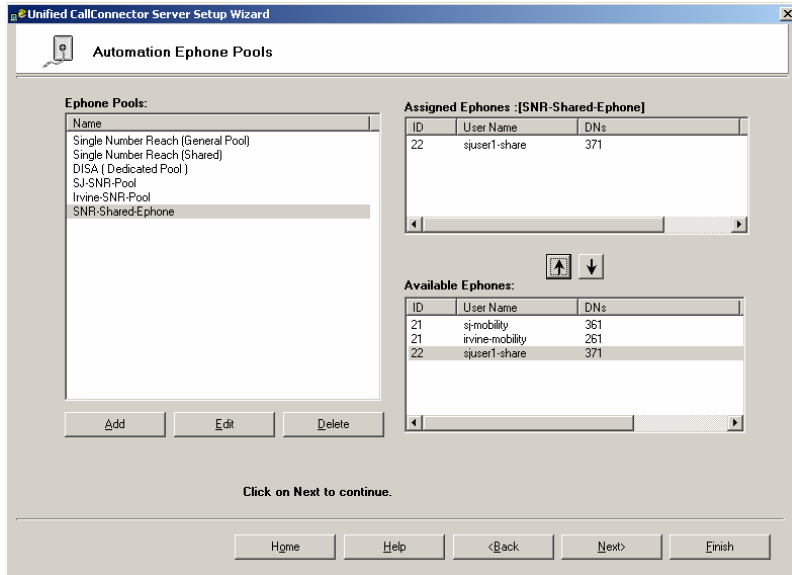 Unified CallConnector Server Setup Wizard
Automation Ephone Pools
Ephone Pools:
Name
Single Number Reach (General Pool)
Single Number Reach (Shared)
DISA ( Dedicated Pool )
SJ-SNR-Pool
Irvine-SNR-Pool
SNR-Shared-Ephone
Add Edit Delete
Assigned Ephones :[SNR-Shared-Ephone]
ID User Name DNs
22 sjuser1-share 371
Available Ephones:
ID User Name DNs
21 sj-mobility 361
21 irvine-mobility 261
22 sjuser1-share 371
Click on Next to continue.
Home Help <Back Next> Finish